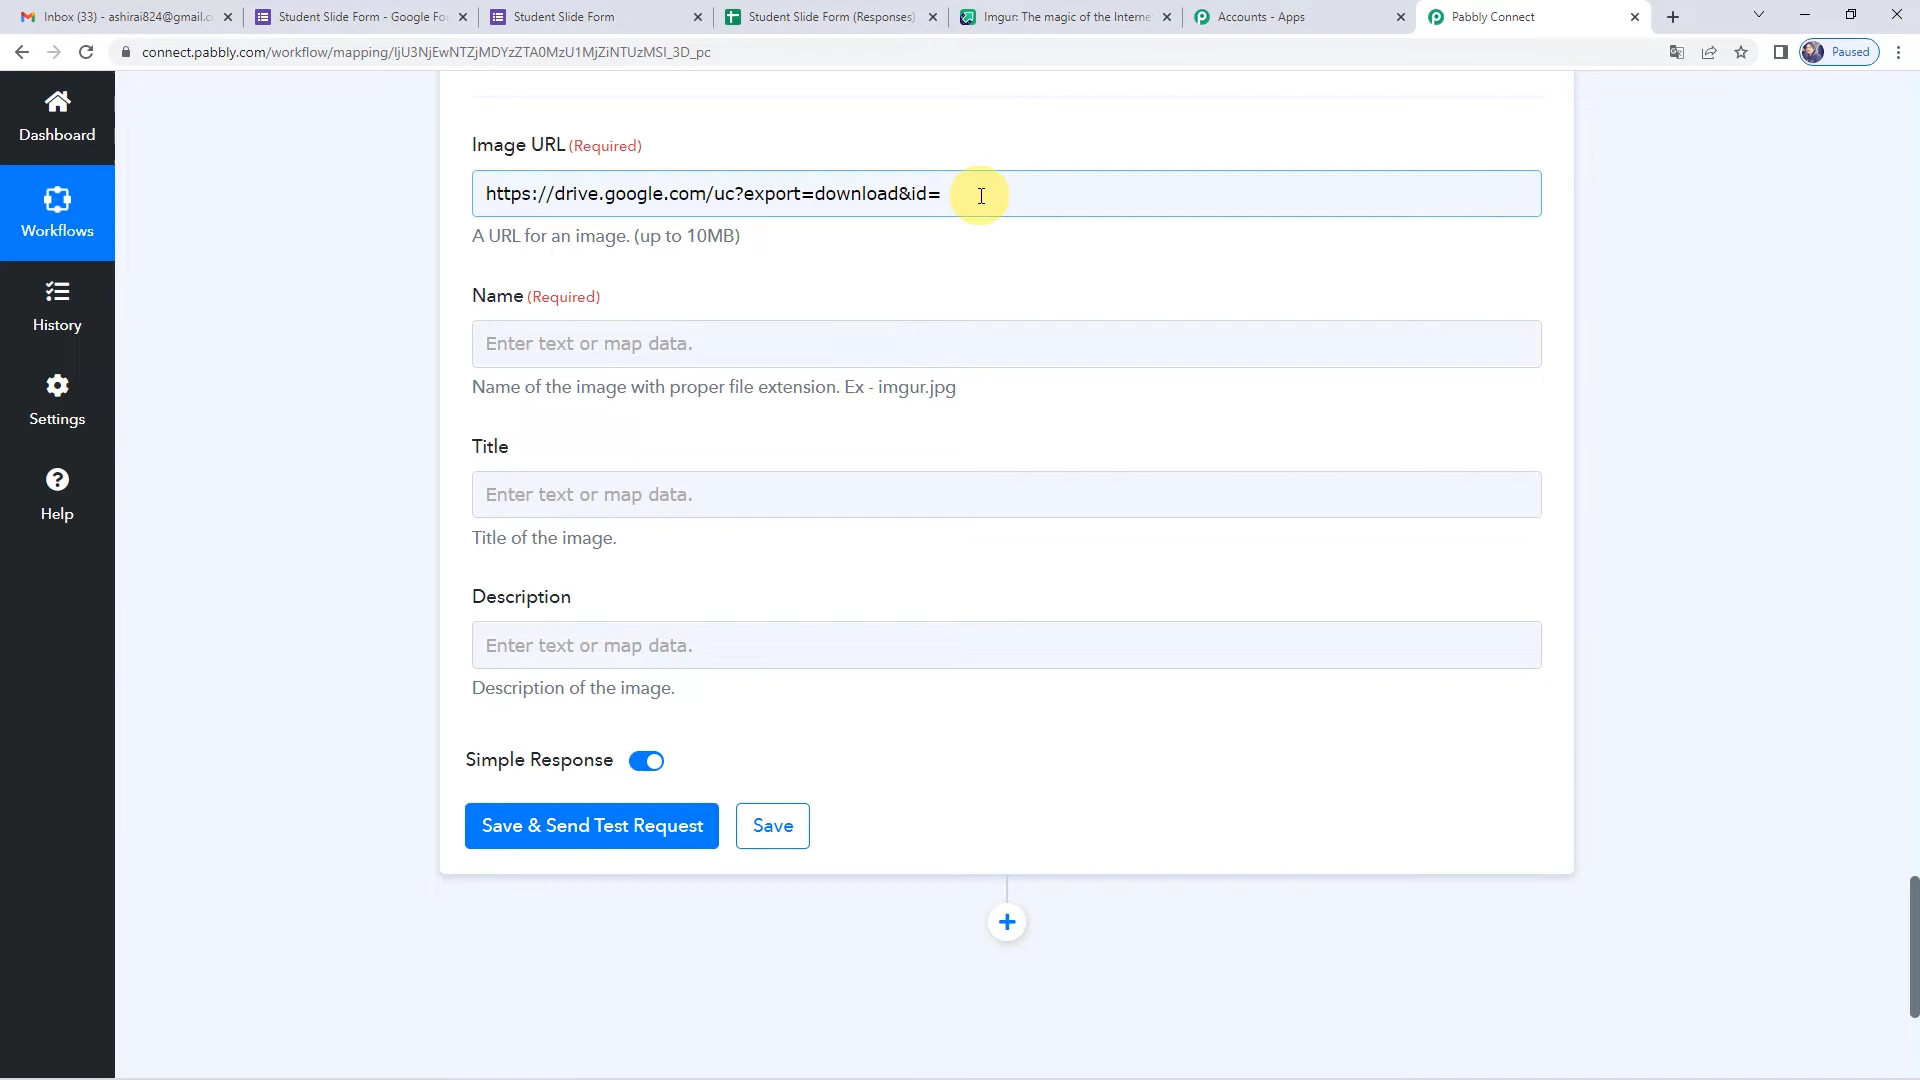 Inbox (33) - ashirai824@gmail.c
Student Slide Form - Google Fo
Student Slide Form
Student Slide Form (Responses)
Imgur: The magic of the Interne
Accounts - Apps
Pabbly Connect
connect.pabbly.com/workflow/mapping/IjU3NjEwNTZjMDYzZTA0MzU1MjZiNTUzMSI_3D_pc
Paused
Dashboard
Workflows
History
Settings
Help
Image URL (Required)
https://drive.google.com/uc?export=download&id=
A URL for an image. (up to 10MB)
Name (Required)
Enter text or map data.
Name of the image with proper file extension. Ex - imgur.jpg
Title
Enter text or map data.
Title of the image.
Description
Enter text or map data.
Description of the image.
Simple Response
Save & Send Test Request
Save